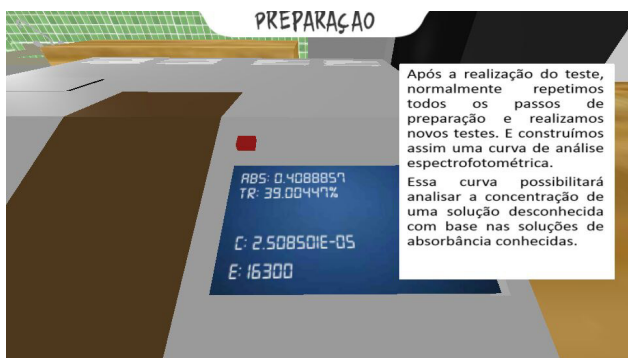 PREPARAÇAO
Após a realização do teste,
normalmente repetimos
todos os passos de
preparação e realizamos
novos testes. E construímos
assim uma curva de análise
espectrofotométrica.
Essa curva possibilitará
analisar a concentração de
uma solução desconhecida
com base nas soluções de
absorbância conhecidas.
ABS: 0.4088857
TR: 39.00447%
C: 2.508501E-05
E: 16300